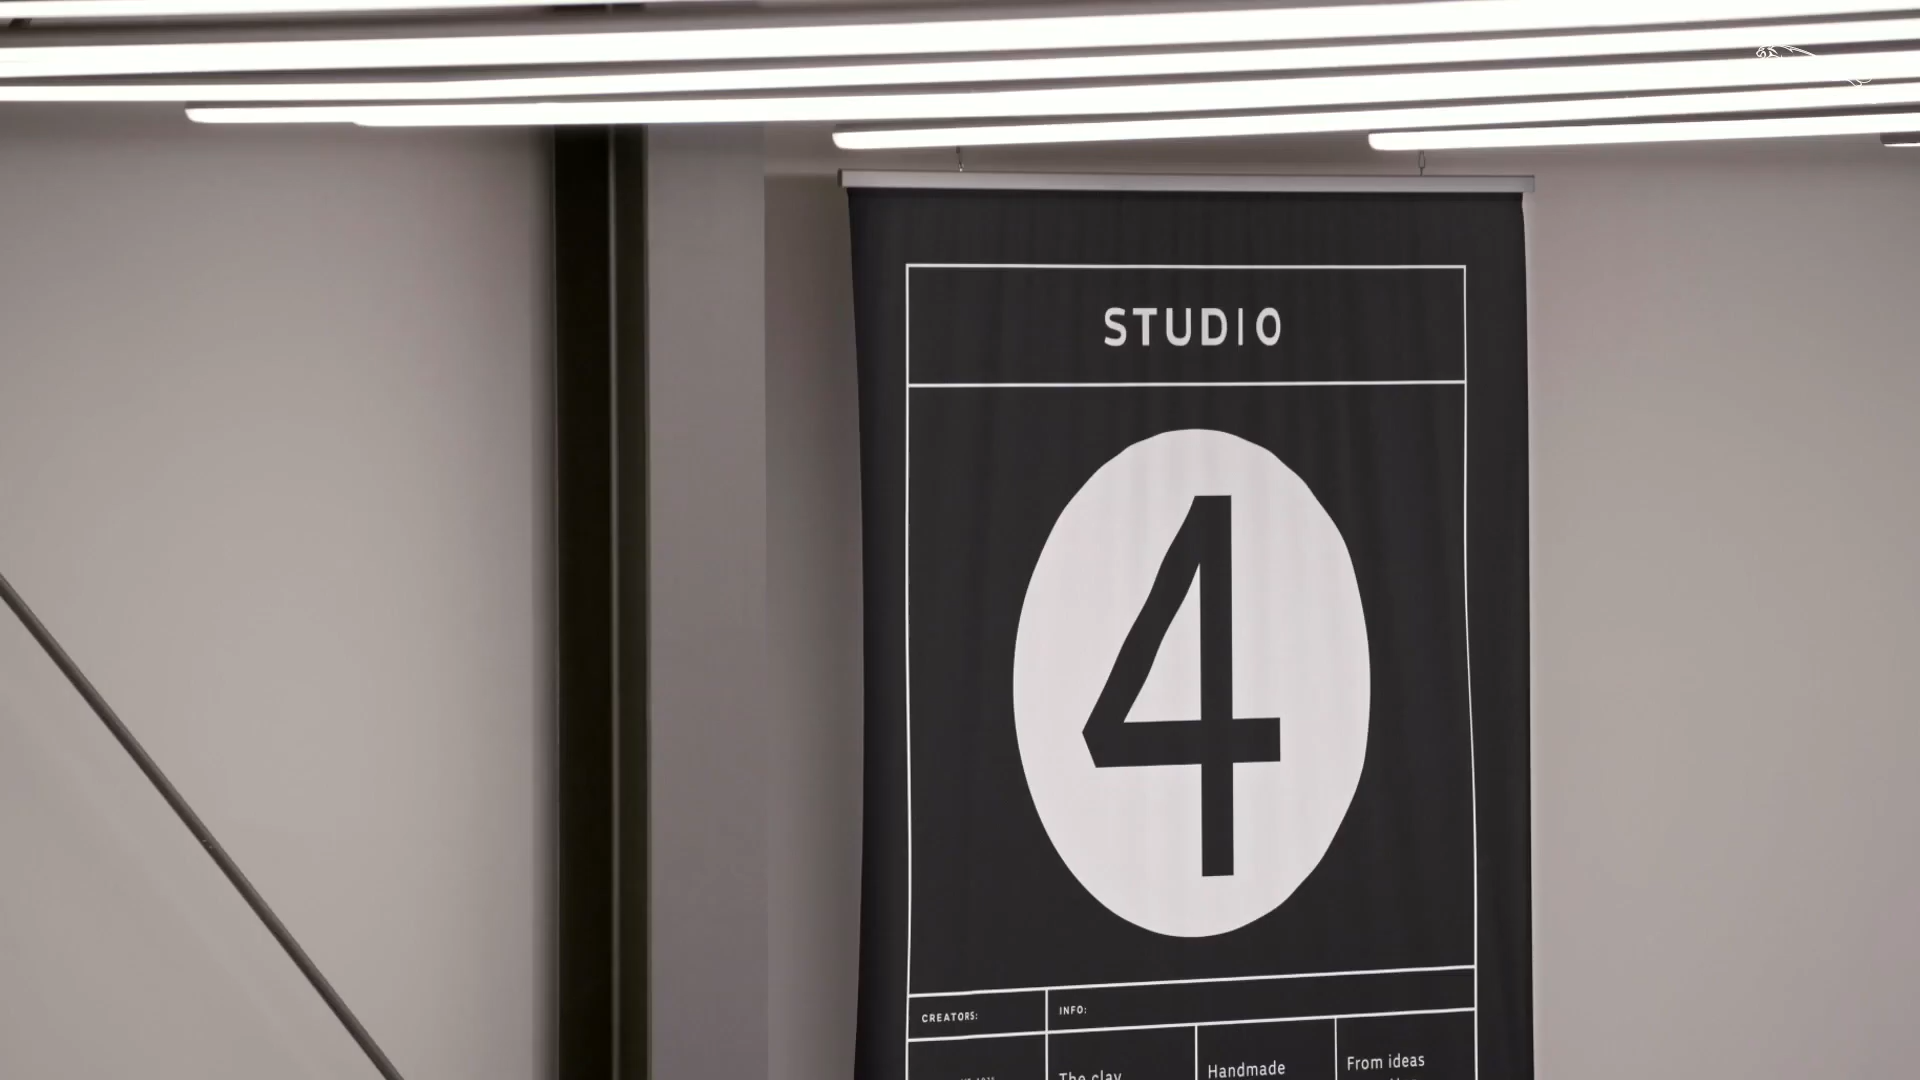 STUDIO
4
CREATORS:
INFO:
The clay
Handmade
From ideas